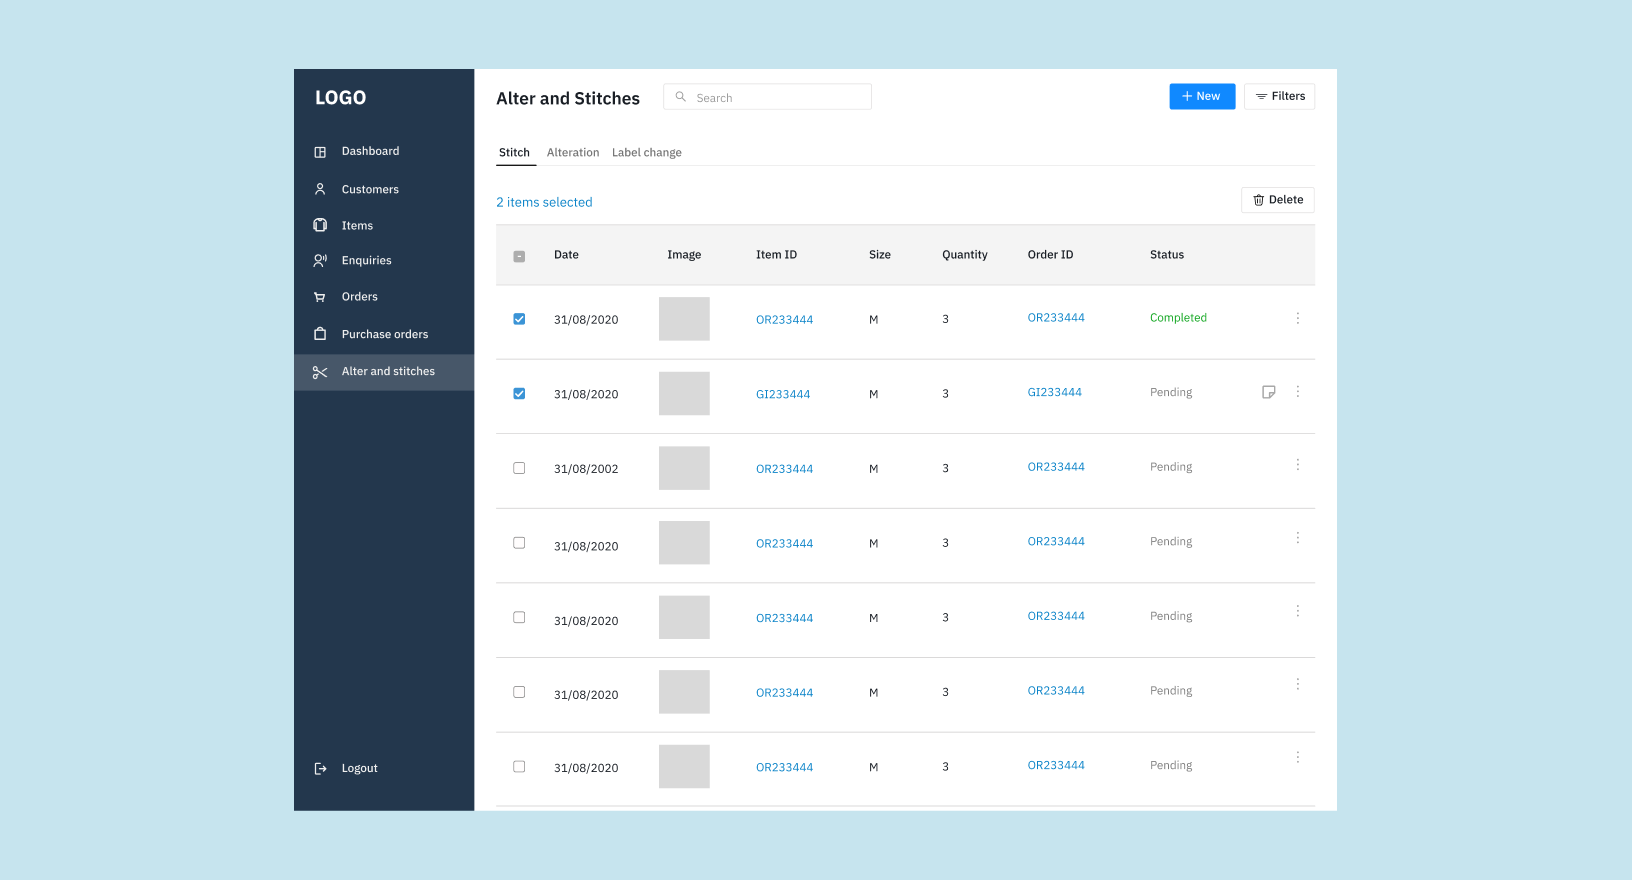 LOGO
Dashboard
Customers
Items
Enquiries
Orders
Purchase orders
Alter and stitches
Logout
Alter and Stitches Search New Filters
Stitch Alteration Label change
2 items selected Delete
Date Image Item ID Size Quantity Order ID Status
31/08/2020 OR233444 M 3 OR233444 Completed
31/08/2020 GI233444 M 3 GI233444 Pending
31/08/2002 OR233444 M 3 OR233444 Pending
31/08/2020 OR233444 M 3 OR233444 Pending
31/08/2020 OR233444 M 3 OR233444 Pending
31/08/2020 OR233444 M 3 OR233444 Pending
31/08/2020 OR233444 M 3 OR233444 Pending